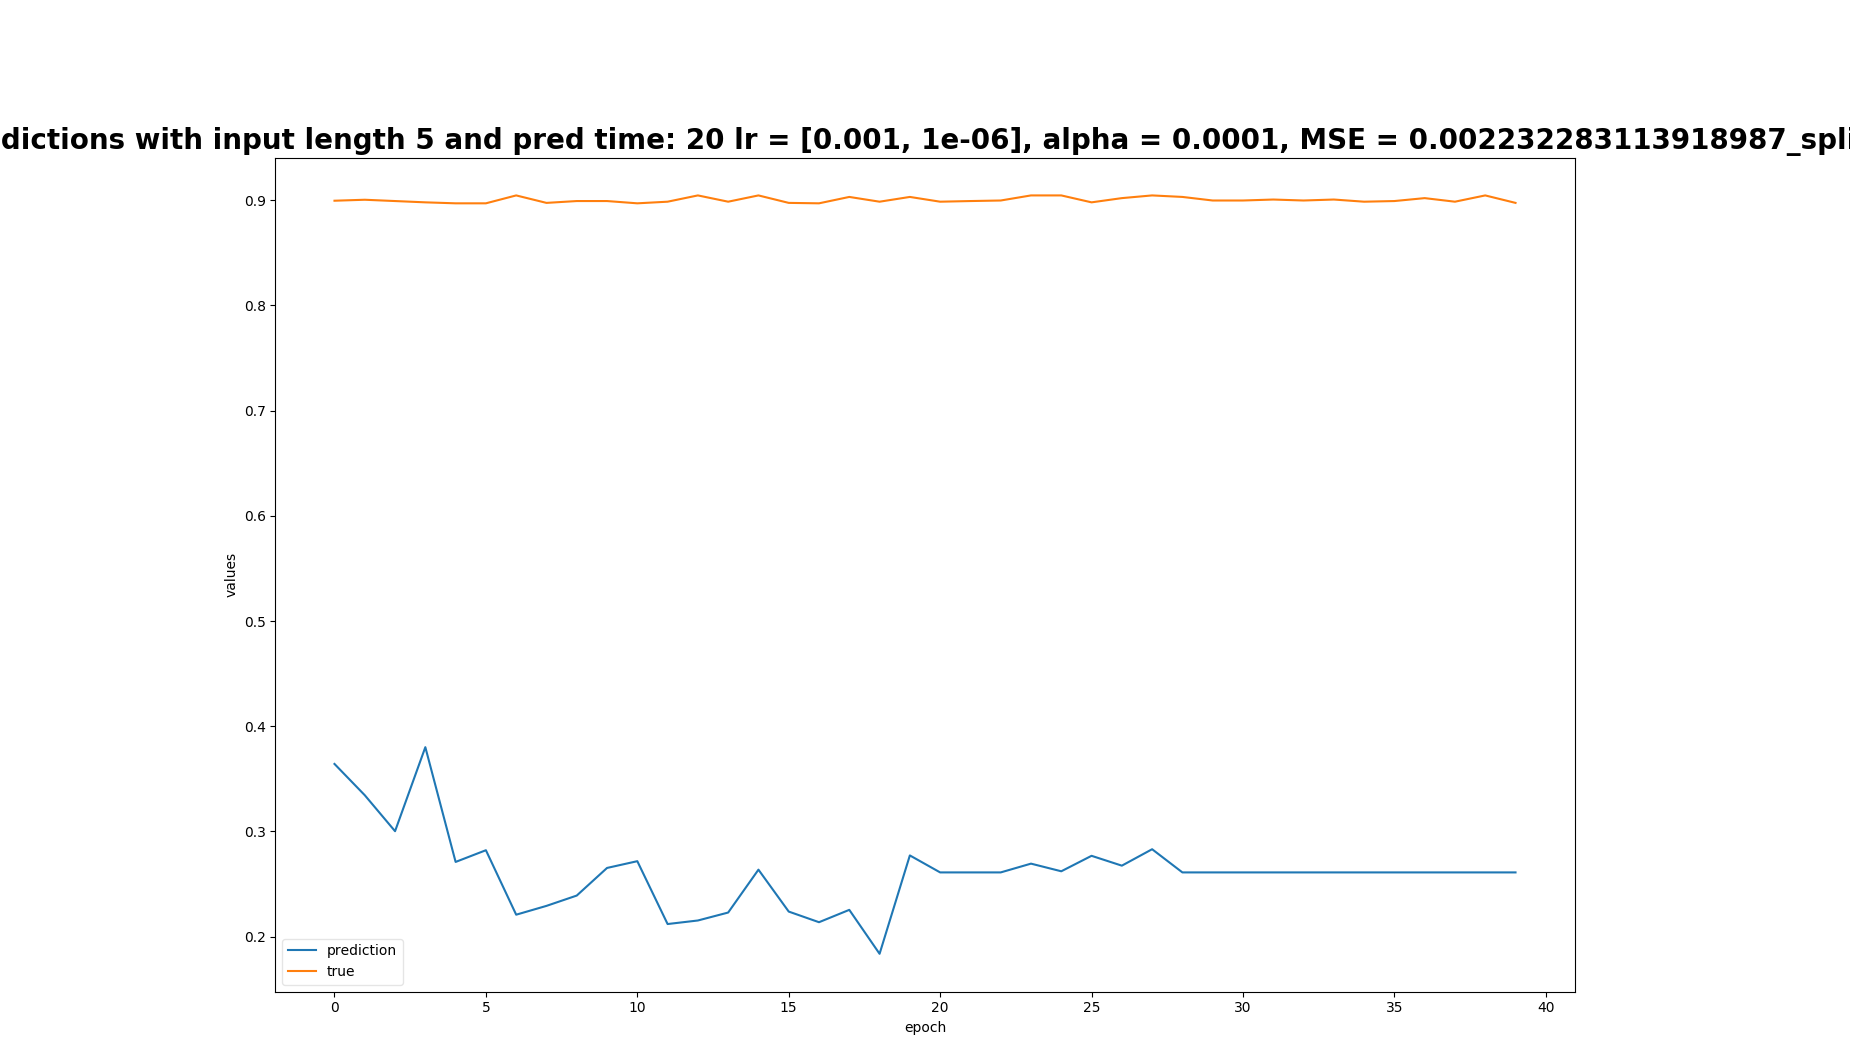 dictions with input length 5 and pred time: 20 lr = [0.001, 1e-06], alpha = 0.0001, MSE = 0.002232283113918987_spli
0.9
0.8
0.7
0.6
0.5
0.4
0.3
0.2
values
prediction
true
0 5 10 15 20 25 30 35 40
epoch